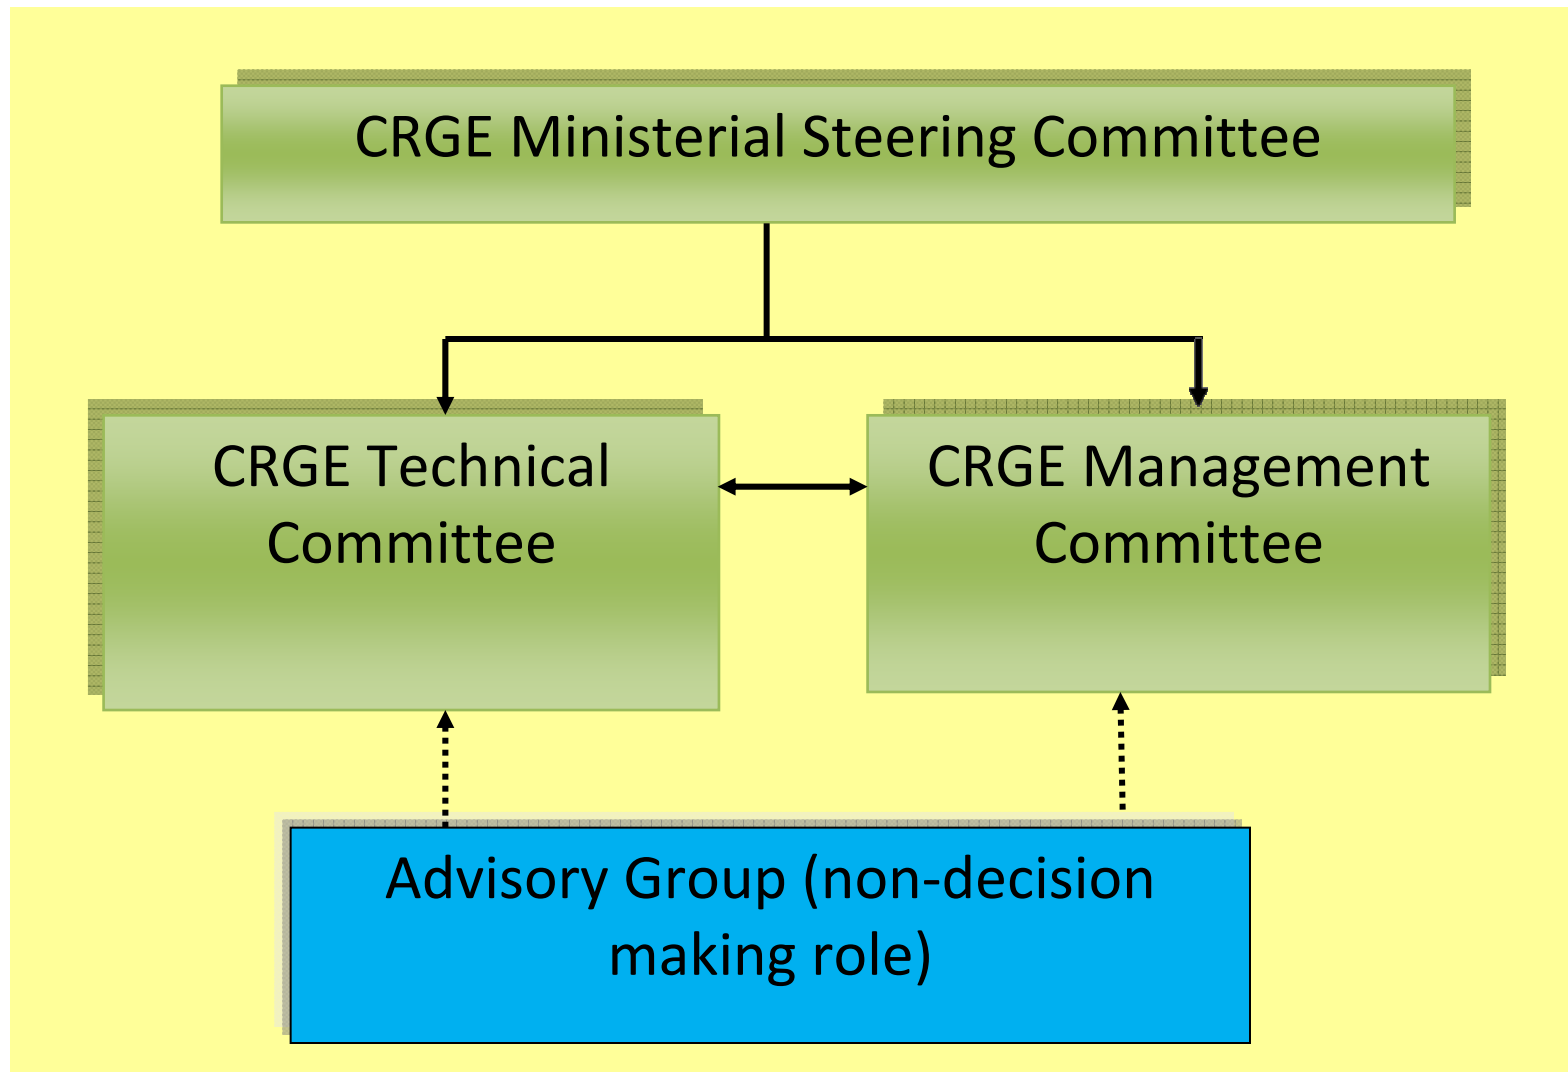 CRGE Ministerial Steering Committee
CRGE Technical
Committee
CRGE Management
Committee
Advisory Group (non-decision
making role)